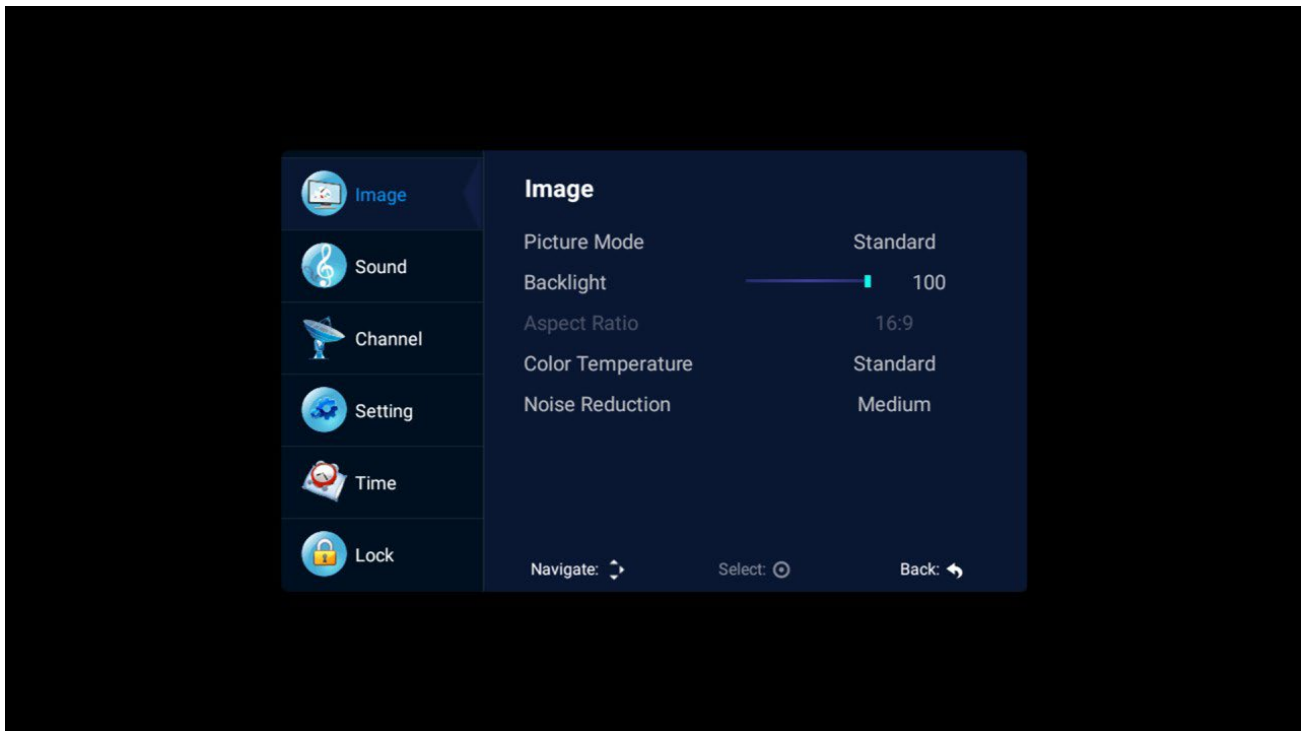 Image
Sound
Channel
Setting
Time
Lock
Image
Picture Mode Standard
Backlight 100
Aspect Ratio 16:9
Color Temperature Standard
Noise Reduction Medium
Navigate: Select: Back: